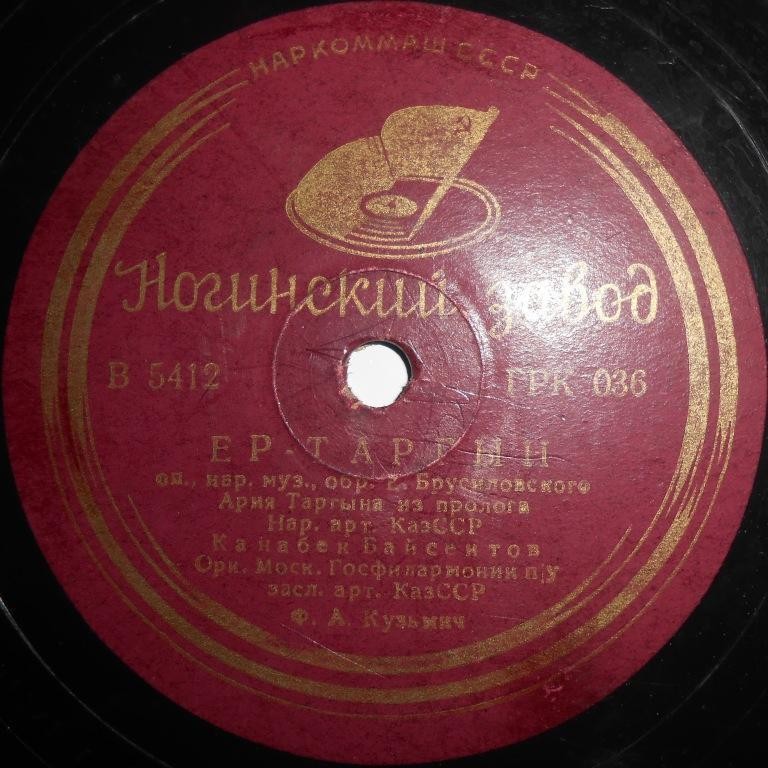 НАРКОММАШ СССР
Ногинский завод
В 5412 ГРК 036
ЕР-ТАРГЫН
оп., нар. муз., обр. Е. Брусиловского
Ария Таргына из пролога
Нар. арт. КазССР
Канабек Байсеитов
Орк. Моск. Госфилармонии п/У
засл. арт. КазССР
Ф. А. Кузьмич